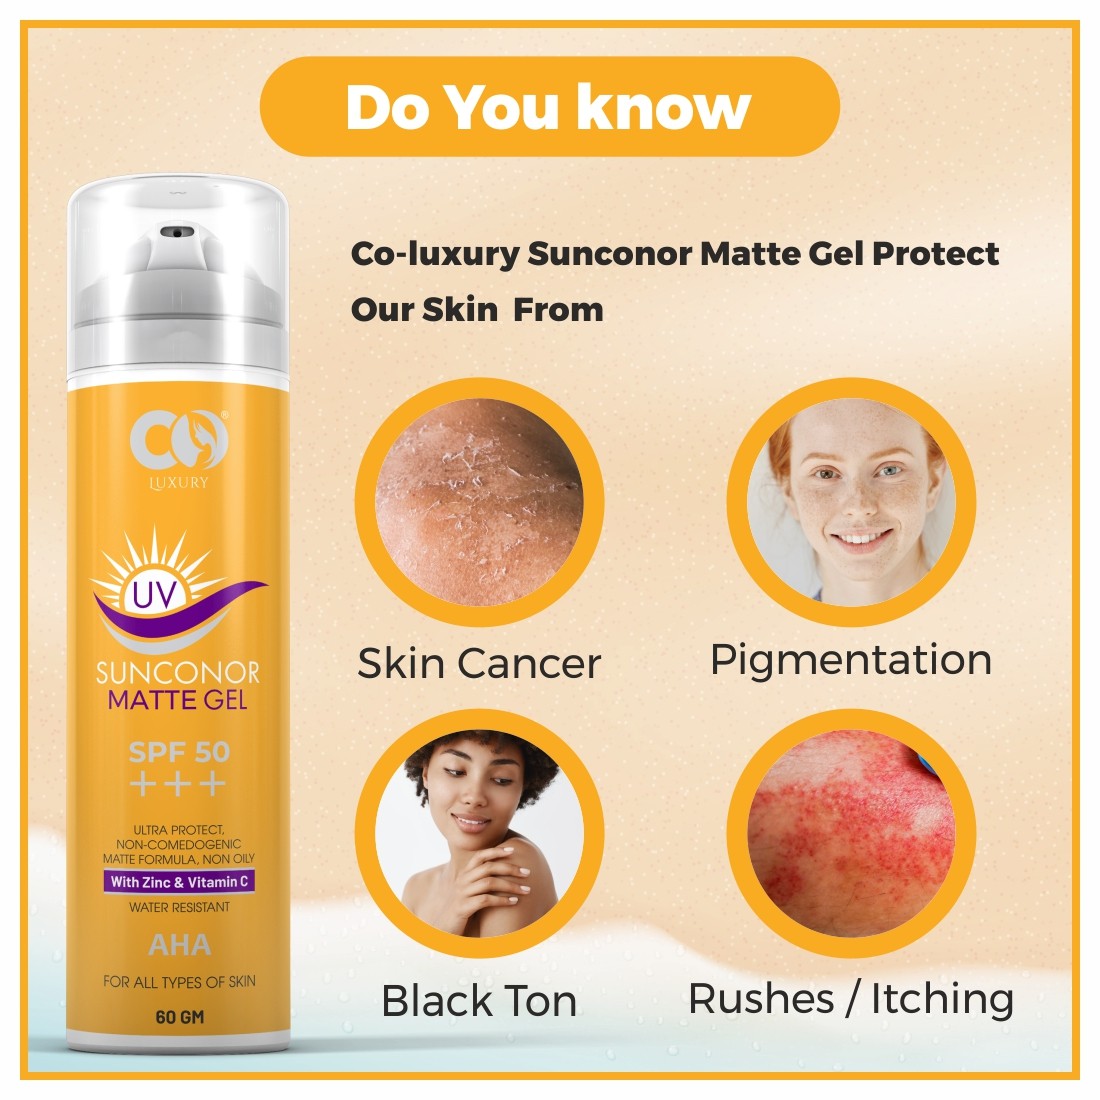 Do You know
Co-luxury Sunconor Matte Gel Protect
Our Skin From
CO®
LUXURY
UV
SUNCONOR
MATTE GEL
SPF 50
+++
ULTRA PROTECT,
NON-COMEDOGENIC
MATTE FORMULA, NON OILY
With Zinc & Vitamin C
WATER RESISTANT
AHA
FOR ALL TYPES OF SKIN
60 GM
Skin Cancer
Pigmentation
Black Ton
Rushes / Itching